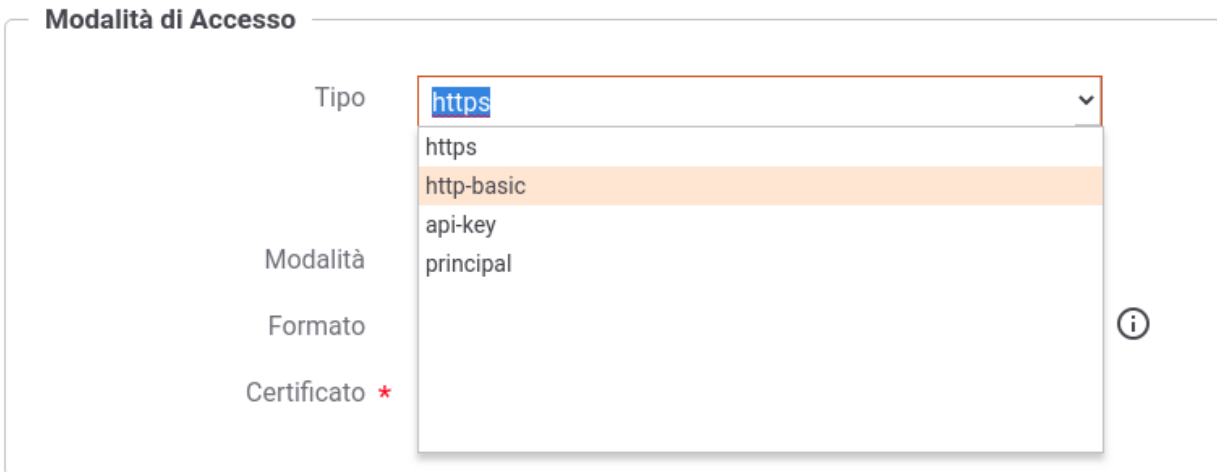 Modalità di Accesso
Tipo
https
https
http-basic
api-key
principal
Modalità
Formato
Certificato *